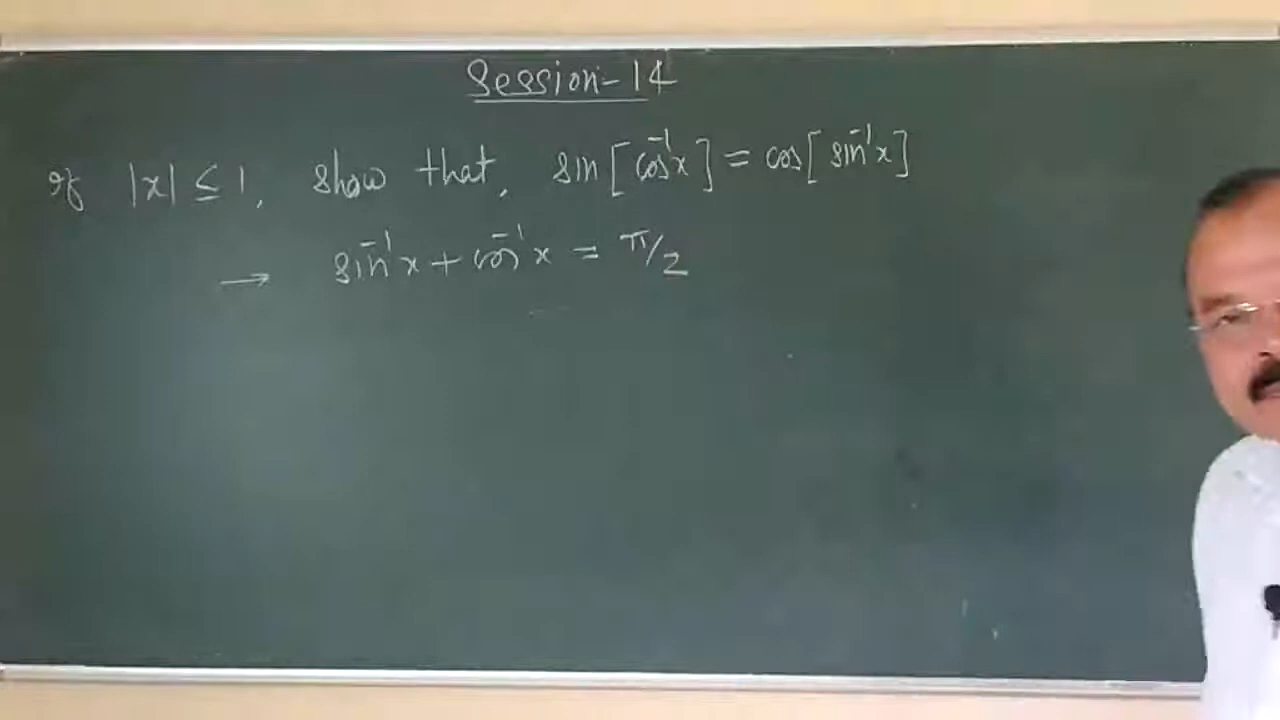 Session-14
If |x| ≤ 1, show that, sin[cos⁻¹x] = cos[sin⁻¹x]
→ sin⁻¹x + cos⁻¹x = π/2